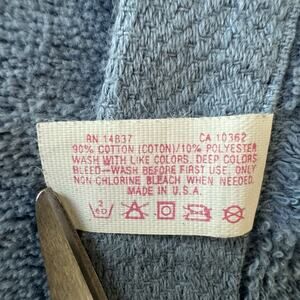 RN 14837 CA 10362
90% COTTON (COTON)/10% POLYESTER
WASH WITH LIKE COLORS. DEEP COLORS
BLEED—WASH BEFORE FIRST USE. ONLY
NON-CHLORINE BLEACH WHEN NEEDED.
MADE IN U.S.A.